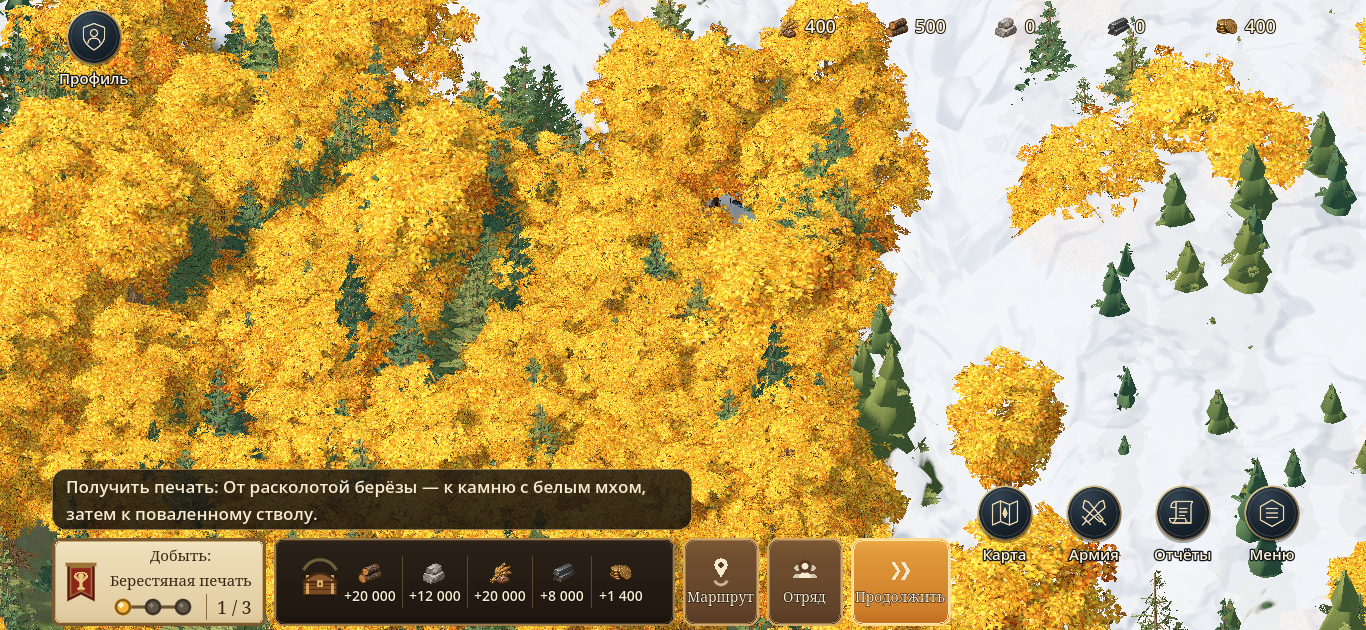 Профиль
400
500
0
0
400
Получить печать: От расколотой берёзы — к камню с белым мхом,
затем к поваленному стволу.
Карта
Армия
Отчёты
Меню
Добыть:
Берестяная печать
1 / 3
+20 000
+12 000
+20 000
+8 000
+1 400
Маршрут
Отряд
Продолжить